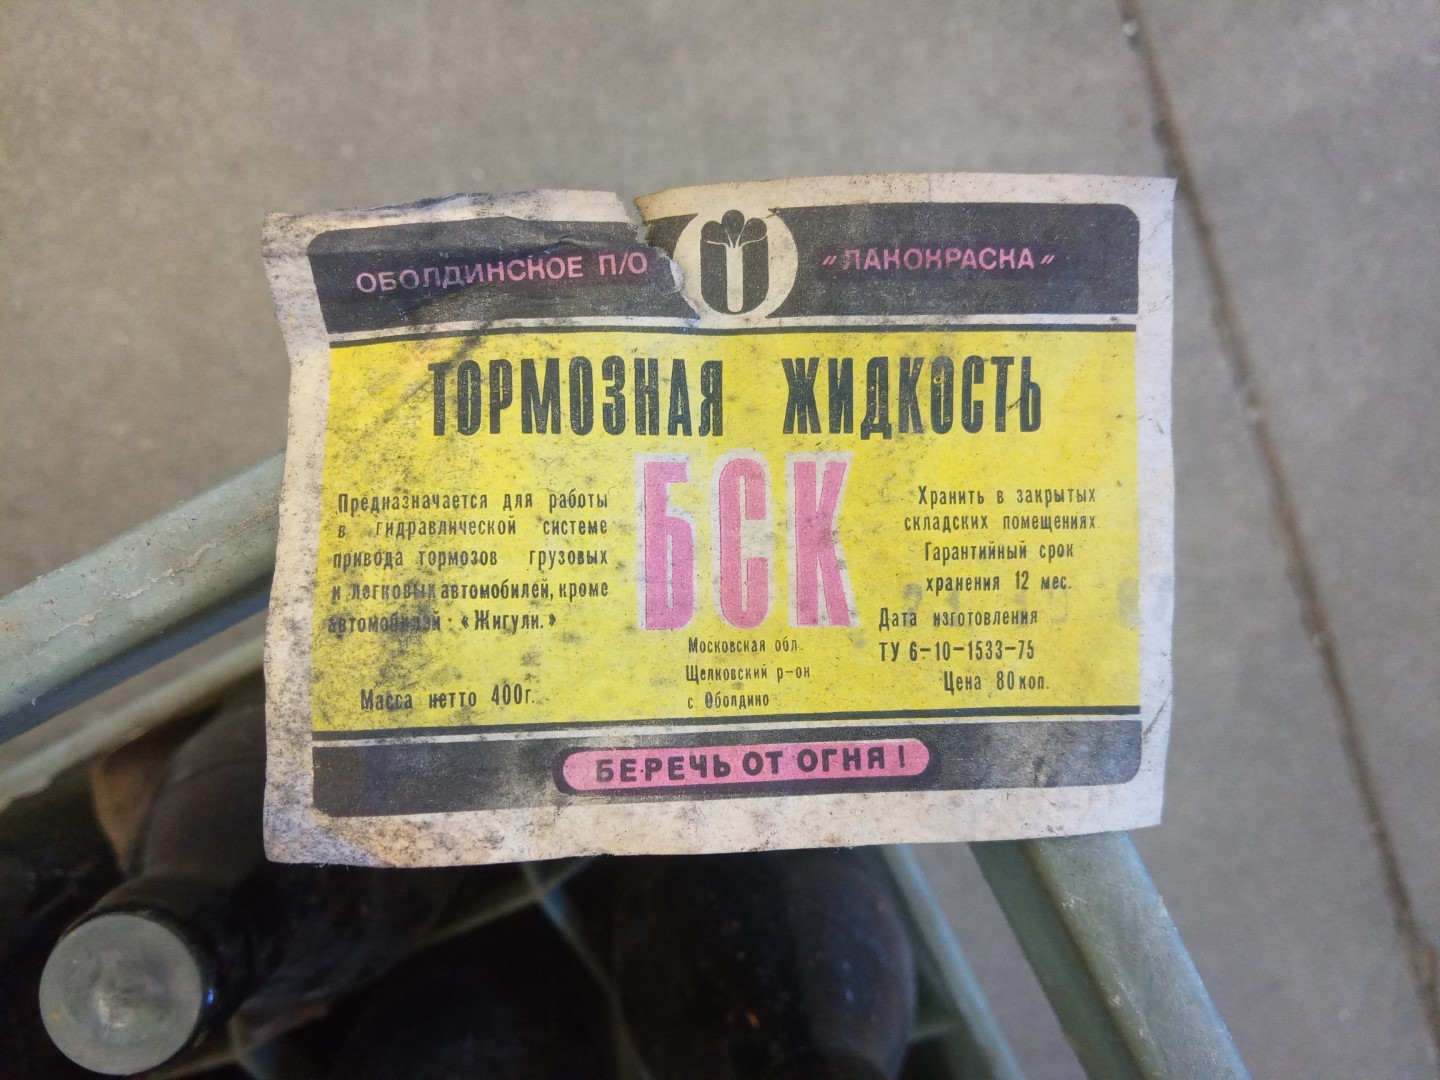 ОБОЛДИНСКОЕ П/О "ЛАКОКРАСКА"
ТОРМОЗНАЯ ЖИДКОСТЬ
БСК
Предназначается для работы
в гидравлической системе
привода тормозов грузовых
и легковых автомобилей, кроме
автомобилей «Жигули.»
Масса нетто 400г.
Московская обл.
Щелковский р-он
с. Оболдино
Хранить в закрытых
складских помещениях.
Гарантийный срок
хранения 12 мес.
Дата изготовления
ТУ 6-10-1533-75
Цена 80 коп.
БЕРЕЧЬ ОТ ОГНЯ!